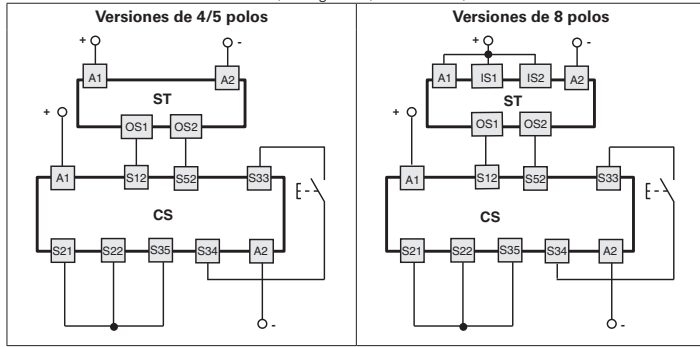 Versiones de 4/5 polos
+ -
A1 A2
ST
OS1 OS2
+
A1 S12 S52 S33
CS
S21 S22 S35 S34 A2
-
Versiones de 8 polos
+ -
A1 IS1 IS2 A2
ST
OS1 OS2
+
A1 S12 S52 S33
CS
S21 S22 S35 S34 A2
-